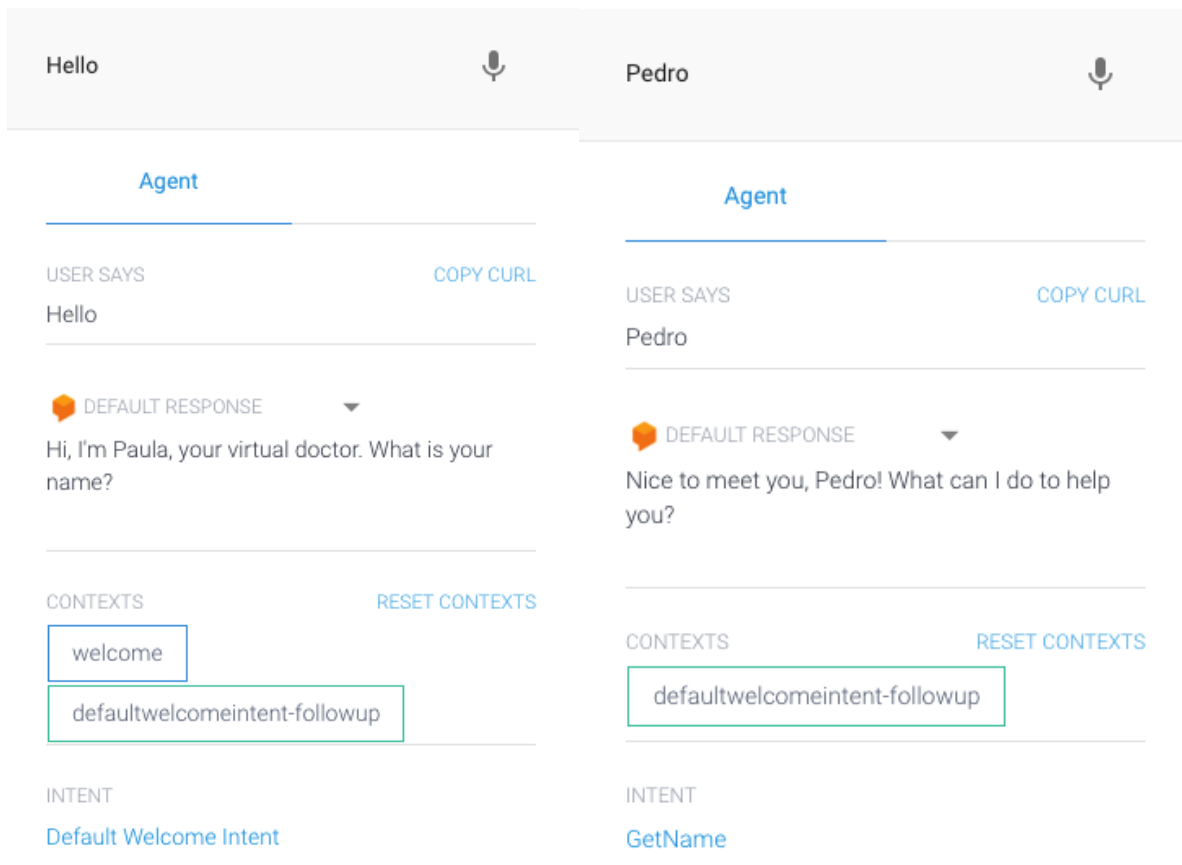 Hello
Agent
USER SAYS COPY CURL
Hello
DEFAULT RESPONSE
Hi, I'm Paula, your virtual doctor. What is your
name?
CONTEXTS RESET CONTEXTS
welcome
defaultwelcomeintent-followup
INTENT
Default Welcome Intent
Pedro
Agent
USER SAYS COPY CURL
Pedro
DEFAULT RESPONSE
Nice to meet you, Pedro! What can I do to help
you?
CONTEXTS RESET CONTEXTS
defaultwelcomeintent-followup
INTENT
GetName